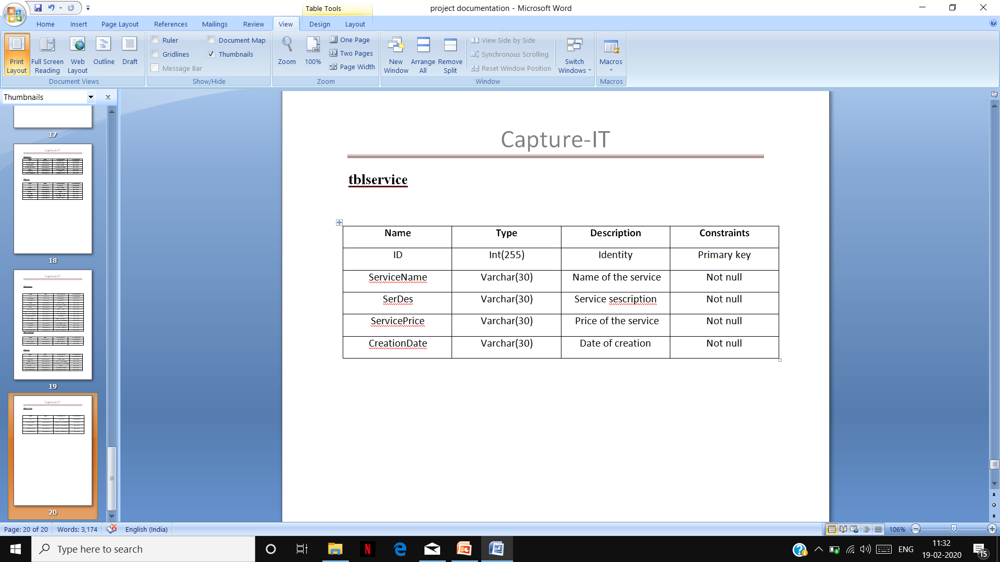 project documentation - Microsoft Word
Table Tools
Home Insert Page Layout References Mailings Review View Design Layout
Print Layout
Full Screen Reading
Web Layout
Outline
Draft
Document Views
Ruler
Gridlines
Message Bar
Document Map
Thumbnails
Show/Hide
Zoom
100%
One Page
Two Pages
Page Width
Zoom
New Window
Arrange All
Remove Split
View Side by Side
Synchronous Scrolling
Reset Window Position
Switch Windows
Window
Macros
Macros
Thumbnails
17
Capture-IT
18
Capture-IT
19
Capture-IT
20
Capture-IT
tblservice
Name Type Description Constraints
ID Int(255) Identity Primary key
ServiceName Varchar(30) Name of the service Not null
SerDes Varchar(30) Service sescription Not null
ServicePrice Varchar(30) Price of the service Not null
CreationDate Varchar(30) Date of creation Not null
Page: 20 of 20 Words: 3,174 English (India) 106%
Type here to search
ENG
11:32
19-02-2020
15